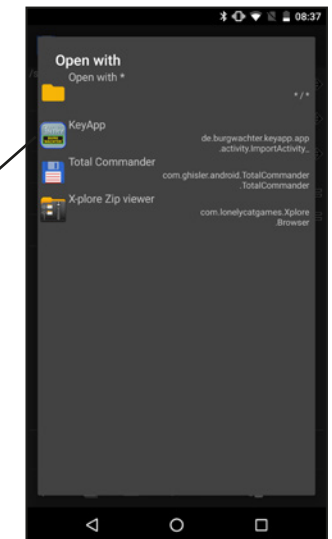 08:37
Open with
Open with *
*/*
KeyApp
de.burgwachter.keyapp.app
.activity.ImportActivity_
Total Commander
com.ghisler.android.TotalCommander
.TotalCommander
X-plore Zip viewer
com.lonelycatgames.Xplore
.Browser